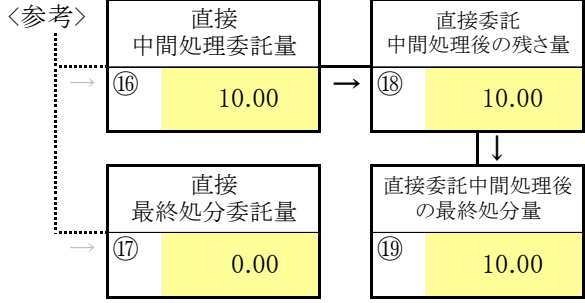 〈参考〉
直接
中間処理委託量
→
⑯
10.00
→
直接委託
中間処理後の残さ量
⑱
10.00
↓
直接
最終処分委託量
→
⑰
0.00
直接委託中間処理後
の最終処分量
⑲
10.00